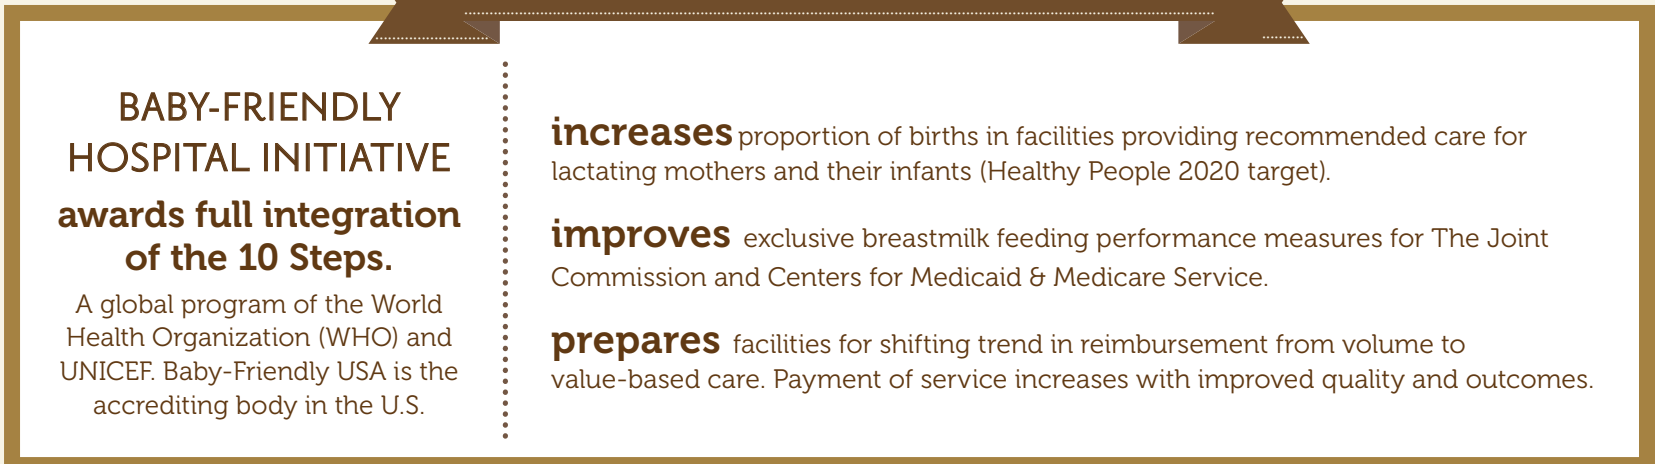 BABY-FRIENDLY
HOSPITAL INITIATIVE
awards full integration
of the 10 Steps.
A global program of the World
Health Organization (WHO) and
UNICEF. Baby-Friendly USA is the
accrediting body in the U.S.
increases proportion of births in facilities providing recommended care for
lactating mothers and their infants (Healthy People 2020 target).
improves exclusive breastmilk feeding performance measures for The Joint
Commission and Centers for Medicaid & Medicare Service.
prepares facilities for shifting trend in reimbursement from volume to
value-based care. Payment of service increases with improved quality and outcomes.